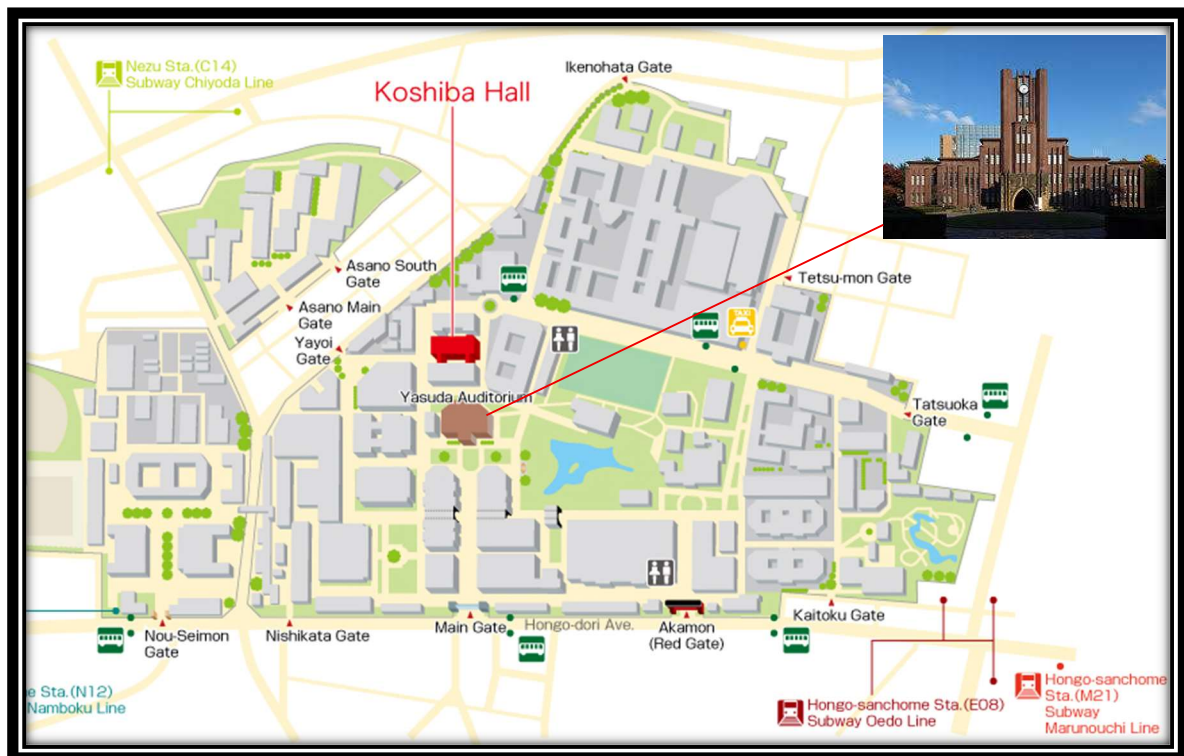 Nezu Sta.(C14)
Subway Chiyoda Line
Koshiba Hall
Ikenohata Gate
Asano South
Gate
Asano Main
Gate
Yayoi
Gate
Tetsu-mon Gate
TAXI
Yasuda Auditorium
Tatsuoka
Gate
Nou-Seimon
Gate
Nishikata Gate
Main Gate
Hongo-dori Ave.
Akamon
(Red Gate)
Kaitoku Gate
e Sta.(N12)
Namboku Line
Hongo-sanchome Sta.(E08)
Subway Oedo Line
Hongo-sanchome
Sta.(M21)
Subway
Marunouchi Line